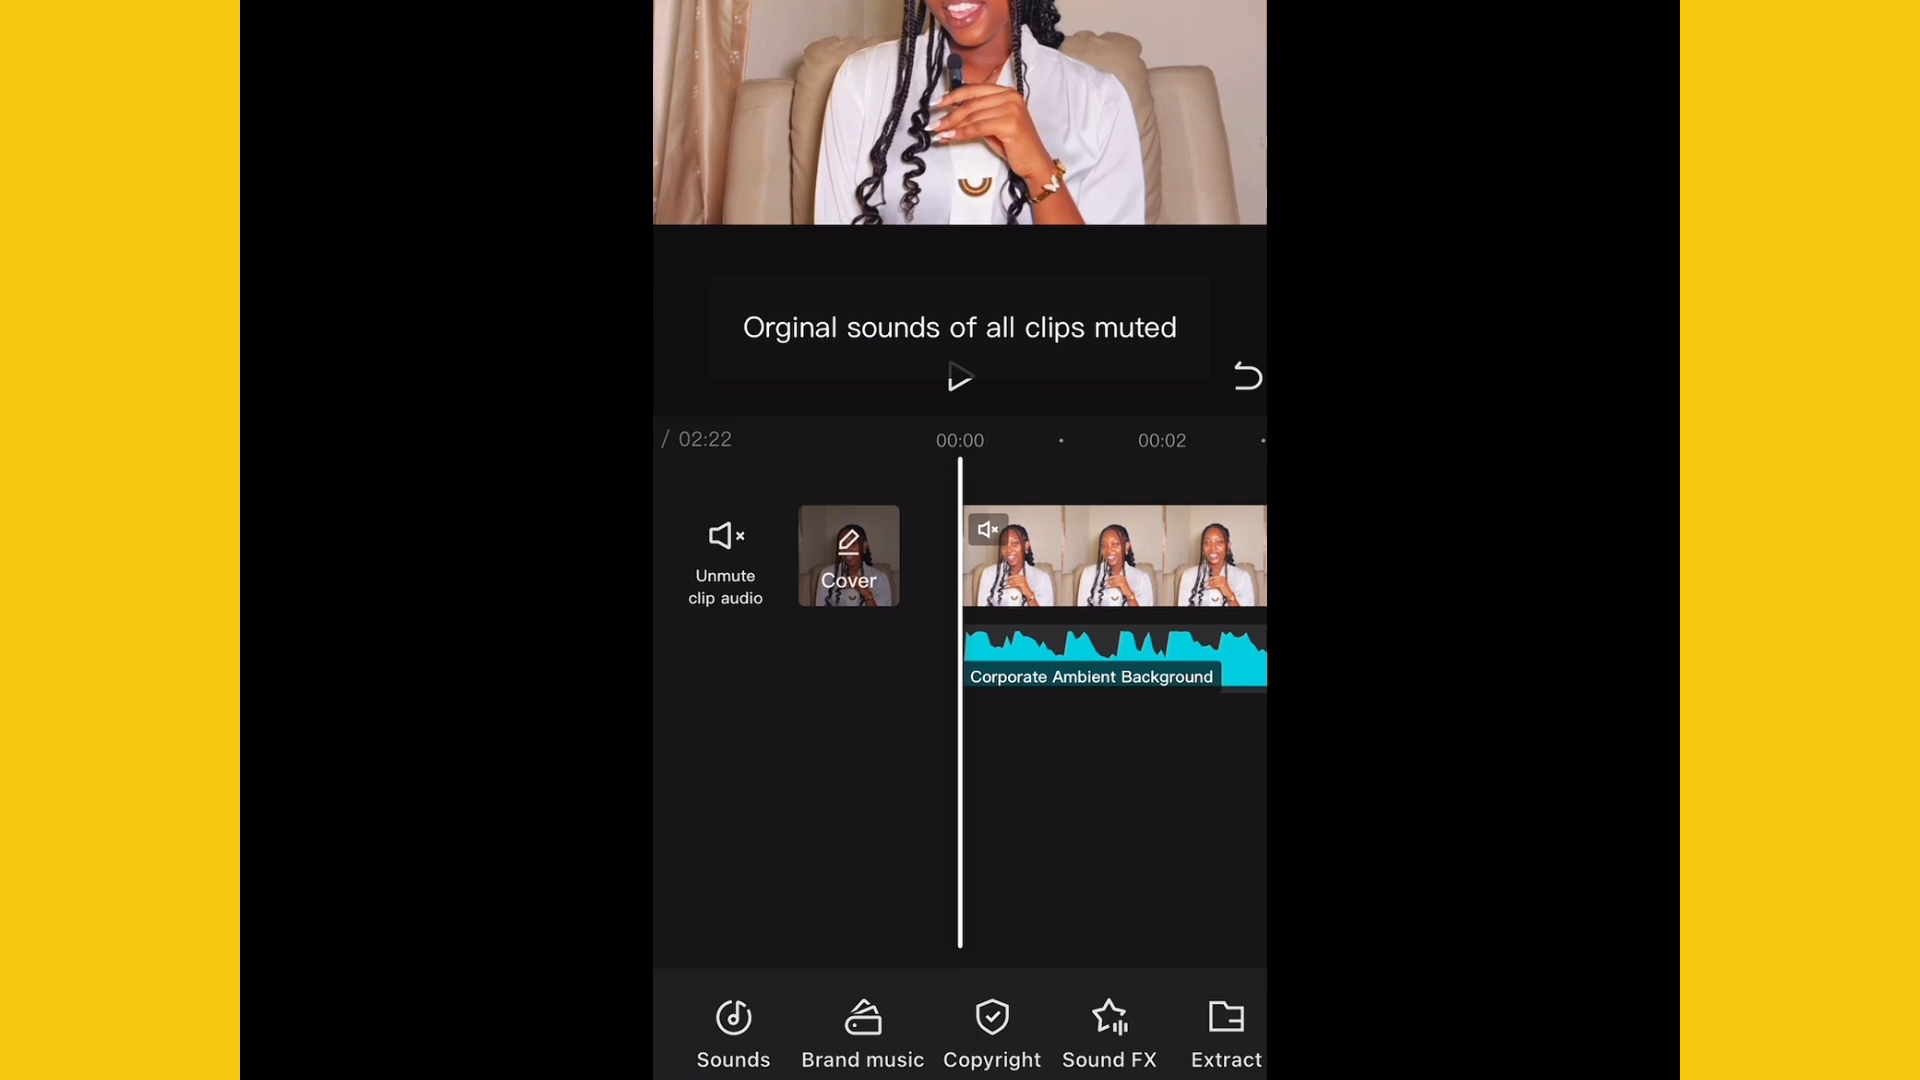 Orginal sounds of all clips muted
/ 02:22
00:00
00:02
Unmute
clip audio
Cover
Corporate Ambient Background
Sounds
Brand music
Copyright
Sound FX
Extract